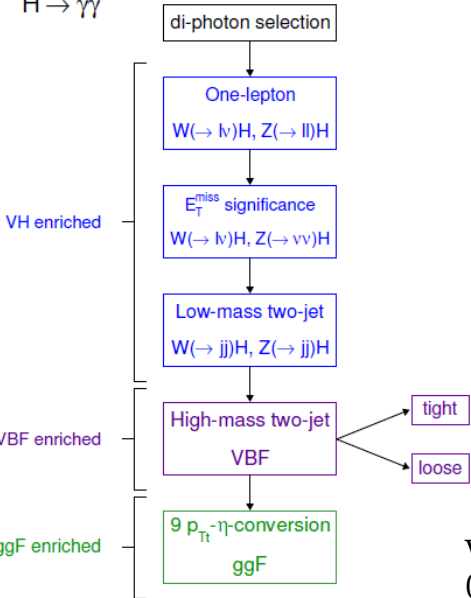 H → γγ
di-photon selection
One-lepton
W(→ lν)H, Z(→ ll)H
VH enriched
E_T^miss significance
W(→ lν)H, Z(→ νν)H
Low-mass two-jet
W(→ jj)H, Z(→ jj)H
VBF enriched
High-mass two-jet
VBF
tight
loose
ggF enriched
9 p_Tt-η-conversion
ggF